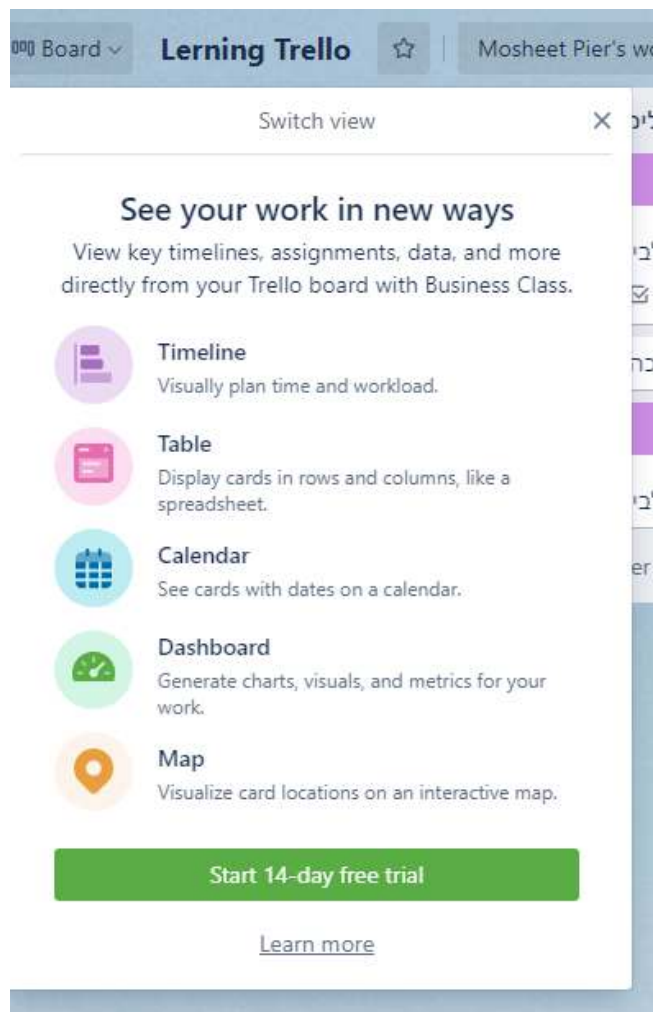 Board
Lerning Trello
Mosheet Pier's
Switch view
See your work in new ways
View key timelines, assignments, data, and more
directly from your Trello board with Business Class.
Timeline
Visually plan time and workload.
Table
Display cards in rows and columns, like a
spreadsheet.
Calendar
See cards with dates on a calendar.
Dashboard
Generate charts, visuals, and metrics for your
work.
Map
Visualize card locations on an interactive map.
Start 14-day free trial
Learn more